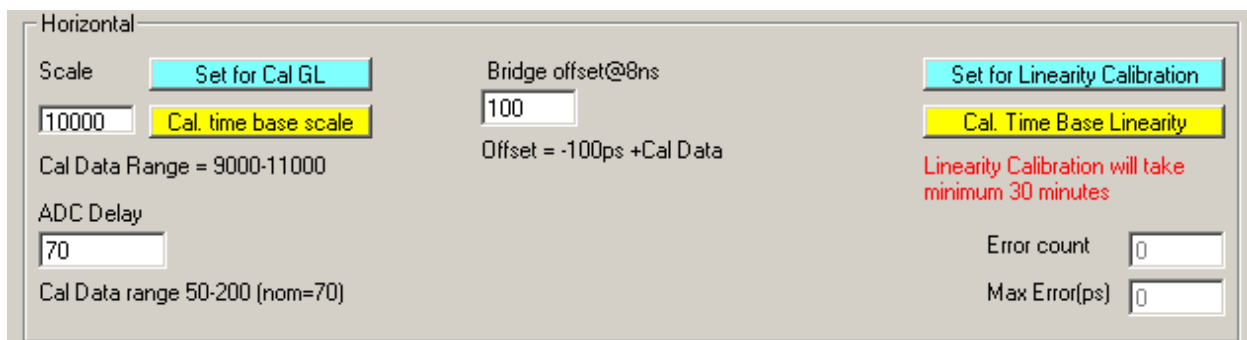 Horizontal
Scale
Set for Cal GL
10000
Cal. time base scale
Cal Data Range = 9000-11000
ADC Delay
70
Cal Data range 50-200 (nom=70)
Bridge offset@8ns
100
Offset = -100ps +Cal Data
Set for Linearity Calibration
Cal. Time Base Linearity
Linearity Calibration will take
minimum 30 minutes
Error count
0
Max Error(ps)
0